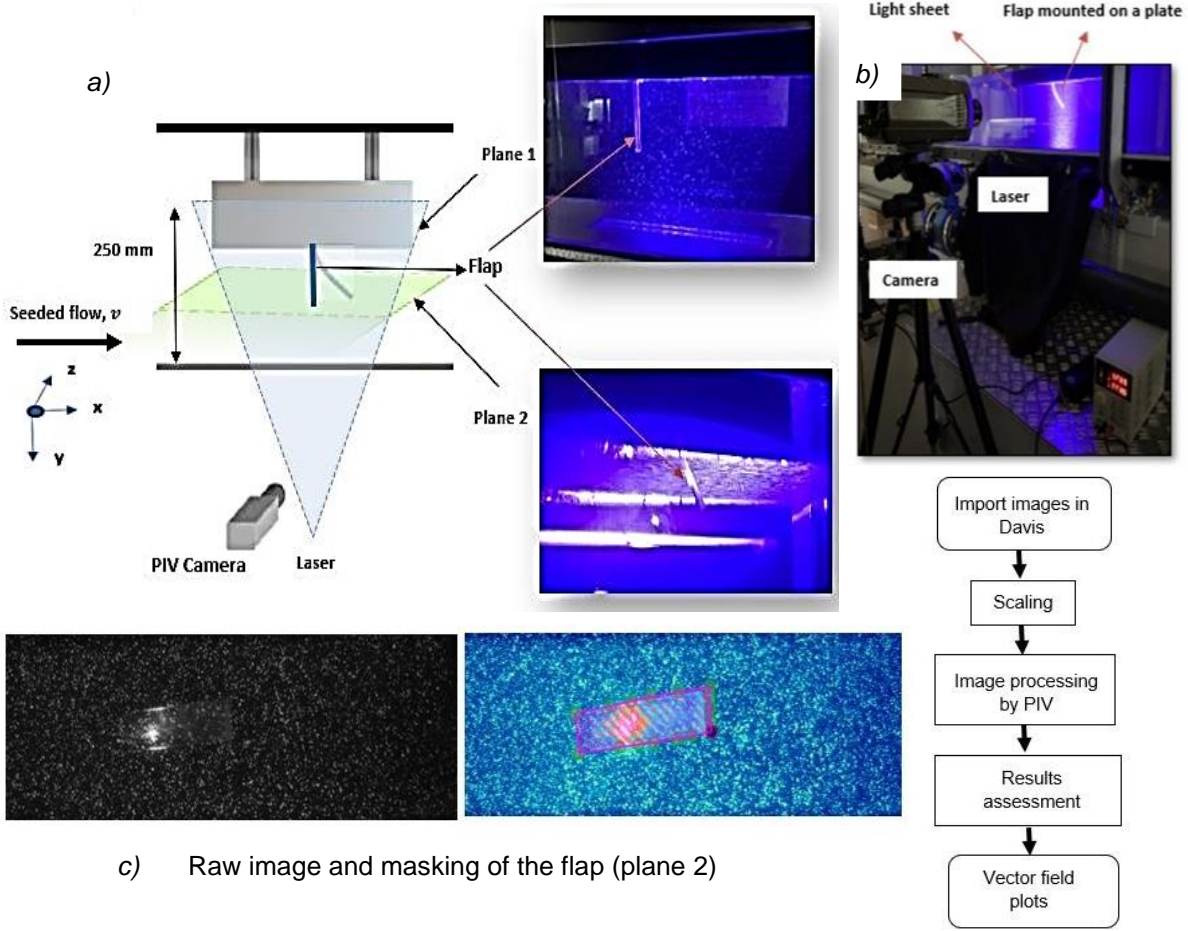 a)
Plane 1
250 mm
Flap
Seeded flow, v
z
x
y
Plane 2
PIV Camera
Laser
Light sheet
Flap mounted on a plate
b)
Laser
Camera
Import images in
Davis
Scaling
Image processing
by PIV
Results
assessment
Vector field
plots
c) Raw image and masking of the flap (plane 2)